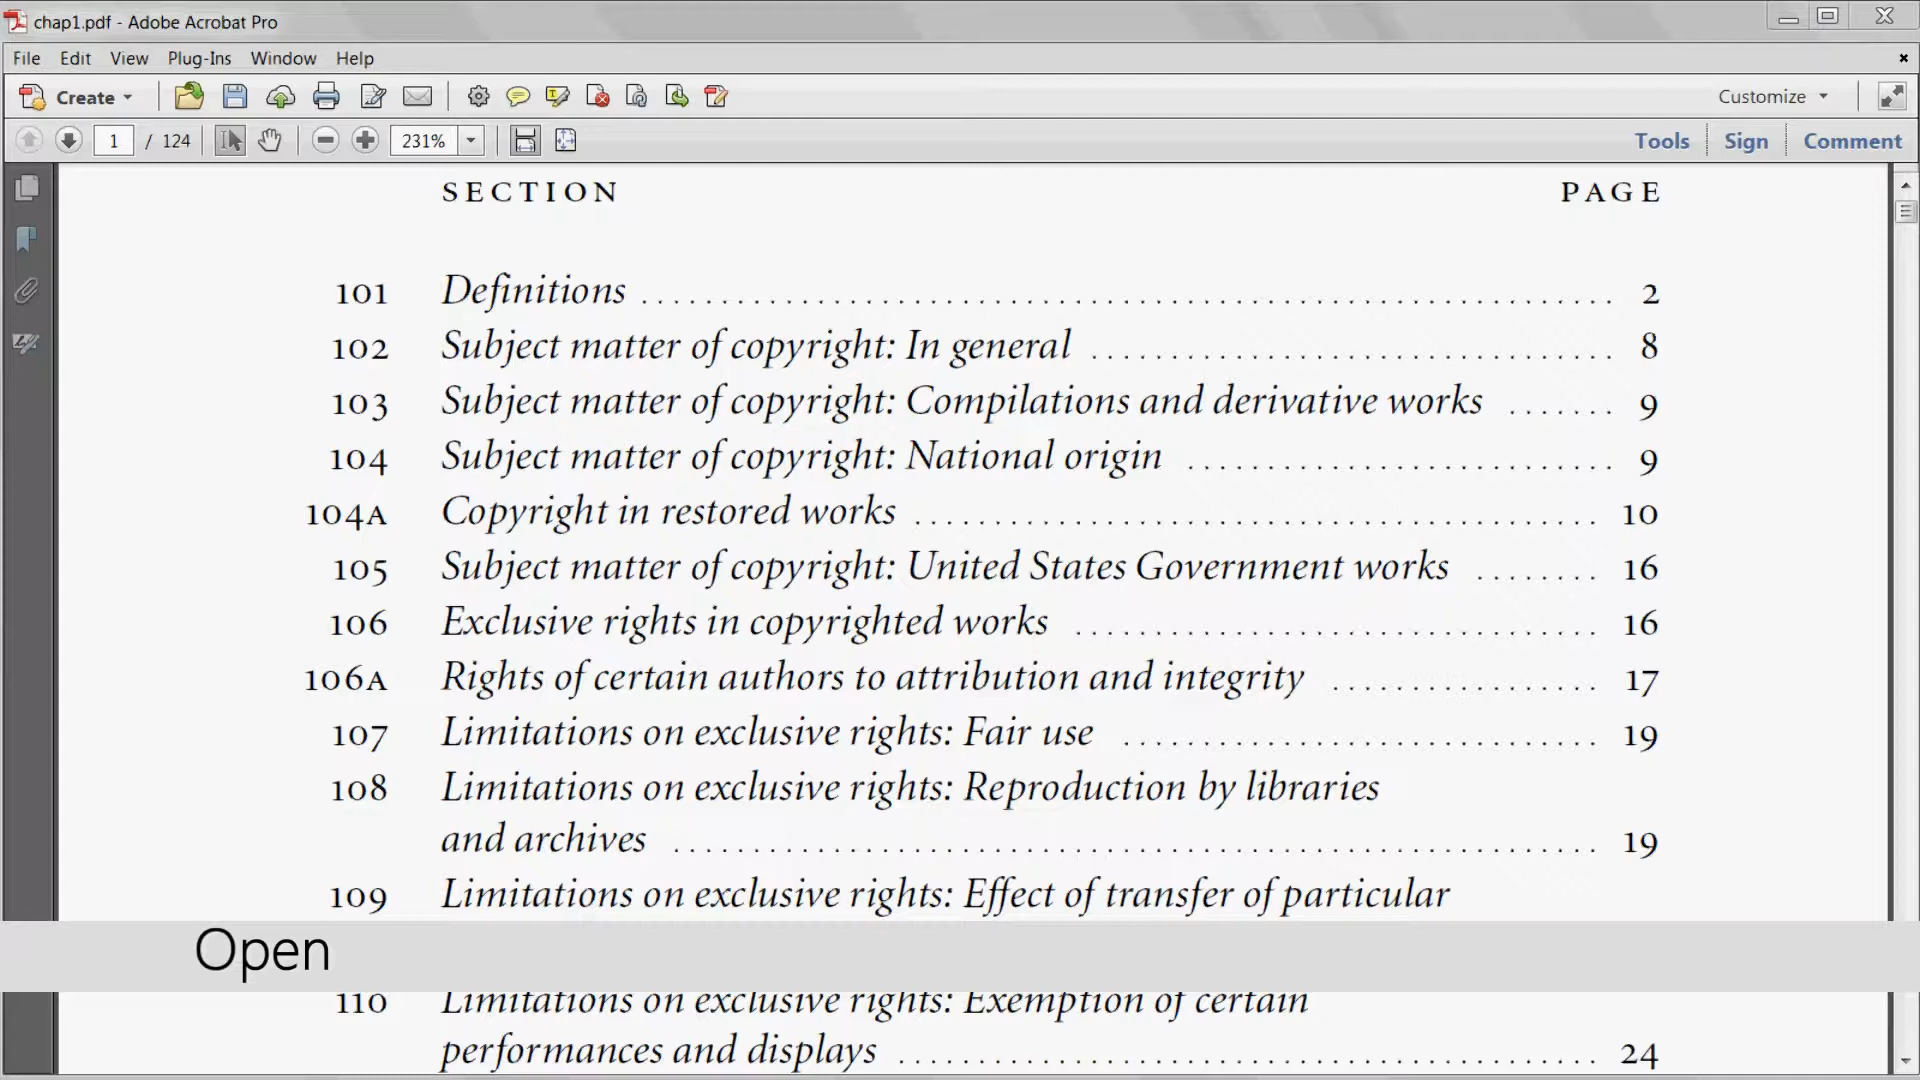 chap1.pdf - Adobe Acrobat Pro
File Edit View Plug-Ins Window Help
Create Customize
1 / 124 231% Tools Sign Comment
SECTION PAGE
101 Definitions 2
102 Subject matter of copyright: In general 8
103 Subject matter of copyright: Compilations and derivative works 9
104 Subject matter of copyright: National origin 9
104A Copyright in restored works 10
105 Subject matter of copyright: United States Government works 16
106 Exclusive rights in copyrighted works 16
106A Rights of certain authors to attribution and integrity 17
107 Limitations on exclusive rights: Fair use 19
108 Limitations on exclusive rights: Reproduction by libraries
and archives 19
109 Limitations on exclusive rights: Effect of transfer of particular
Open
110 Limitations on exclusive rights: Exemption of certain
performances and displays 24